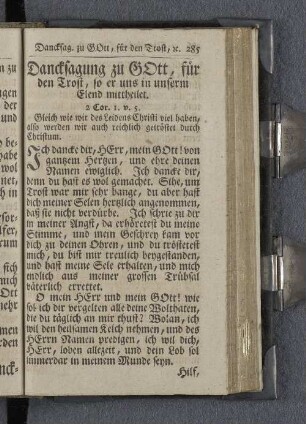 Dancksag. zu GOtt, für den Trost, ꝛc. 285
Dancksagung zu GOtt, für
den Trost, so er uns in unserm
Elend mittheilet.
2 Cor. 1. v. 5.
Gleich wie wir des Leidens Christi viel haben,
also werden wir auch reichlich getröstet durch
Christum.
Ich dancke dir, HErr, mein GOtt! von
gantzem Hertzen, und ehre deinen
Namen ewiglich. Ich dancke dir,
denn du hast es wol gemachet. Sihe, um
Trost war mir sehr bange, du aber hast
dich meiner Selen hertzlich angenommen,
daß sie nicht verdürbe. Ich schrie zu dir
in meiner Angst, da erhöretest du meine
Stimme, und mein Geschrey kam vor
dich zu deinen Ohren, und du tröstetest
mich, du bist mir treulich beygestanden,
und hast meine Sele erhalten, und mich
endlich aus meiner grossen Trübsal
väterlich errettet.
O mein HErr und mein GOtt! wie
sol ich dir vergelten alle deine Wolthaten,
die du täglich an mir thust? Wolan, ich
wil den heilsamen Kelch nehmen, und des
HErrn Namen predigen, ich wil dich,
HErr, loben allezeit, und dein Lob sol
immerdar in meinem Munde seyn.
Hilf,